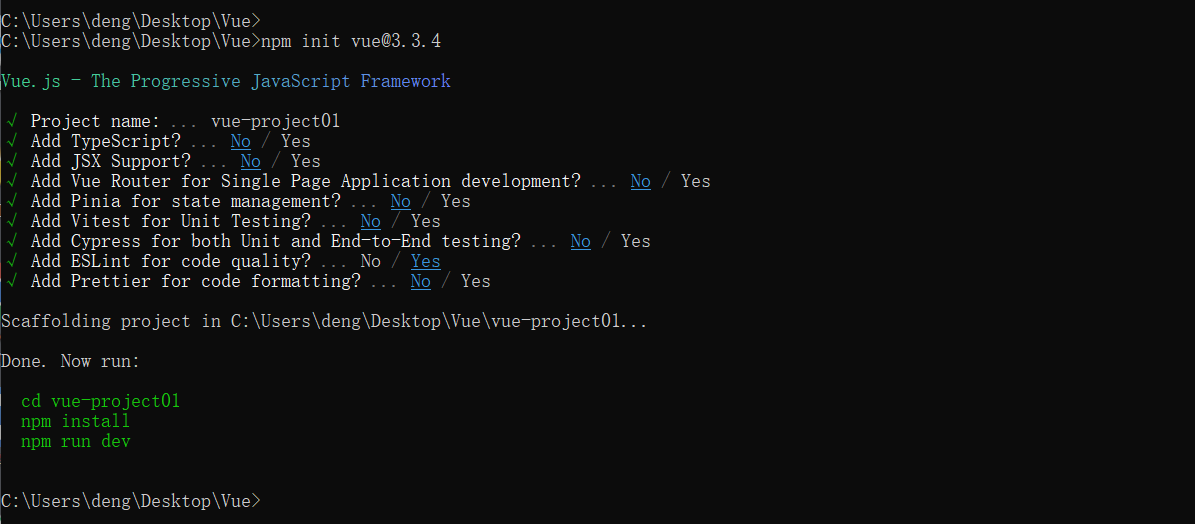 C:\Users\deng\Desktop\Vue>
C:\Users\deng\Desktop\Vue>npm init vue@3.3.4
Vue.js - The Progressive JavaScript Framework
√ Project name: ... vue-project01
√ Add TypeScript? ... No / Yes
√ Add JSX Support? ... No / Yes
√ Add Vue Router for Single Page Application development? ... No / Yes
√ Add Pinia for state management? ... No / Yes
√ Add Vitest for Unit Testing? ... No / Yes
√ Add Cypress for both Unit and End-to-End testing? ... No / Yes
√ Add ESLint for code quality? ... No / Yes
√ Add Prettier for code formatting? ... No / Yes
Scaffolding project in C:\Users\deng\Desktop\Vue\vue-project01...
Done. Now run:
cd vue-project01
npm install
npm run dev
C:\Users\deng\Desktop\Vue>